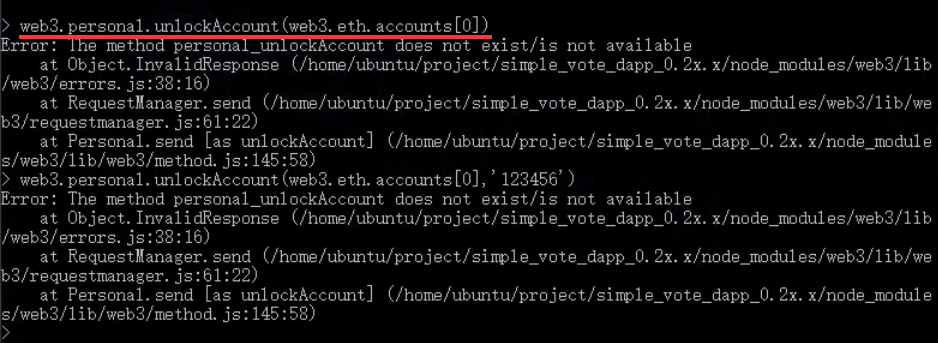 > web3.personal.unlockAccount(web3.eth.accounts[0])
Error: The method personal_unlockAccount does not exist/is not available
at Object.InvalidResponse (/home/ubuntu/project/simple_vote_dapp_0.2x.x/node_modules/web3/lib
/web3/errors.js:38:16)
at RequestManager.send (/home/ubuntu/project/simple_vote_dapp_0.2x.x/node_modules/web3/lib/we
b3/requestmanager.js:61:22)
at Personal.send [as unlockAccount] (/home/ubuntu/project/simple_vote_dapp_0.2x.x/node_module
s/web3/lib/web3/method.js:145:58)
> web3.personal.unlockAccount(web3.eth.accounts[0],'123456')
Error: The method personal_unlockAccount does not exist/is not available
at Object.InvalidResponse (/home/ubuntu/project/simple_vote_dapp_0.2x.x/node_modules/web3/lib
/web3/errors.js:38:16)
at RequestManager.send (/home/ubuntu/project/simple_vote_dapp_0.2x.x/node_modules/web3/lib/we
b3/requestmanager.js:61:22)
at Personal.send [as unlockAccount] (/home/ubuntu/project/simple_vote_dapp_0.2x.x/node_module
s/web3/lib/web3/method.js:145:58)
>